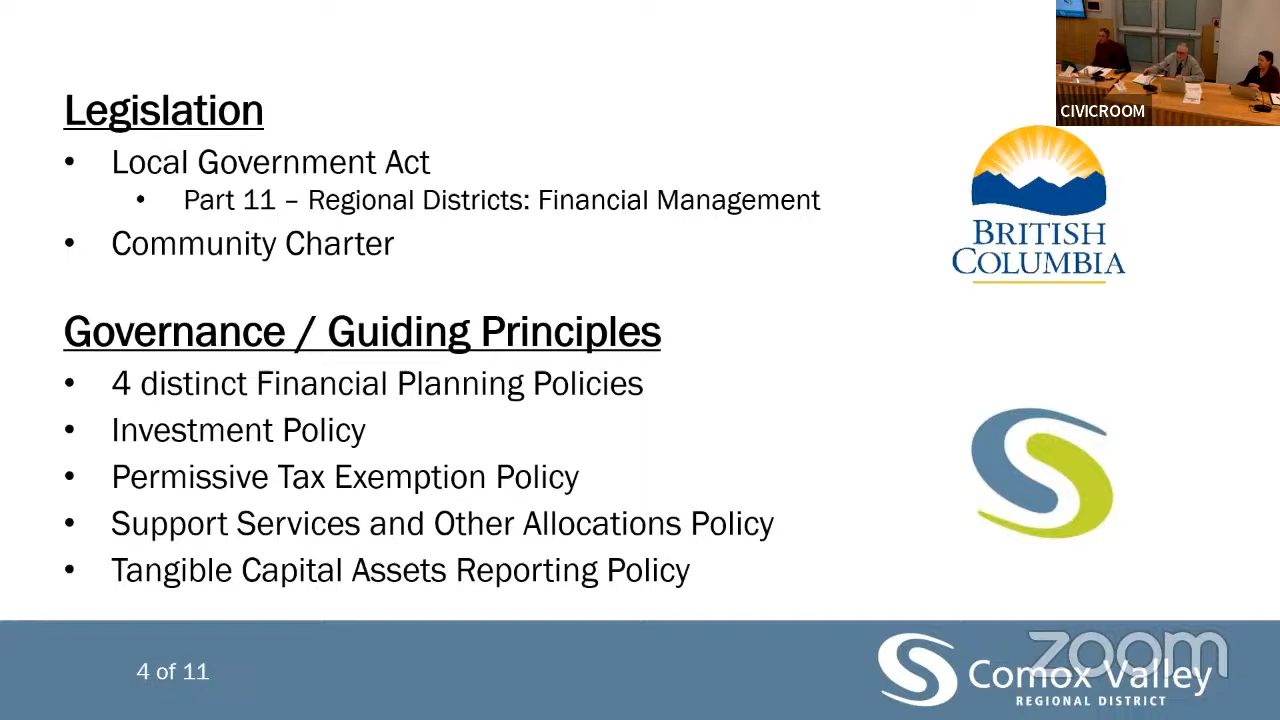 CIVICROOM
Legislation
• Local Government Act
• Part 11 – Regional Districts: Financial Management
• Community Charter
BRITISH
COLUMBIA
Governance / Guiding Principles
• 4 distinct Financial Planning Policies
• Investment Policy
• Permissive Tax Exemption Policy
• Support Services and Other Allocations Policy
• Tangible Capital Assets Reporting Policy
4 of 11
zoom
Comox Valley
REGIONAL DISTRICT